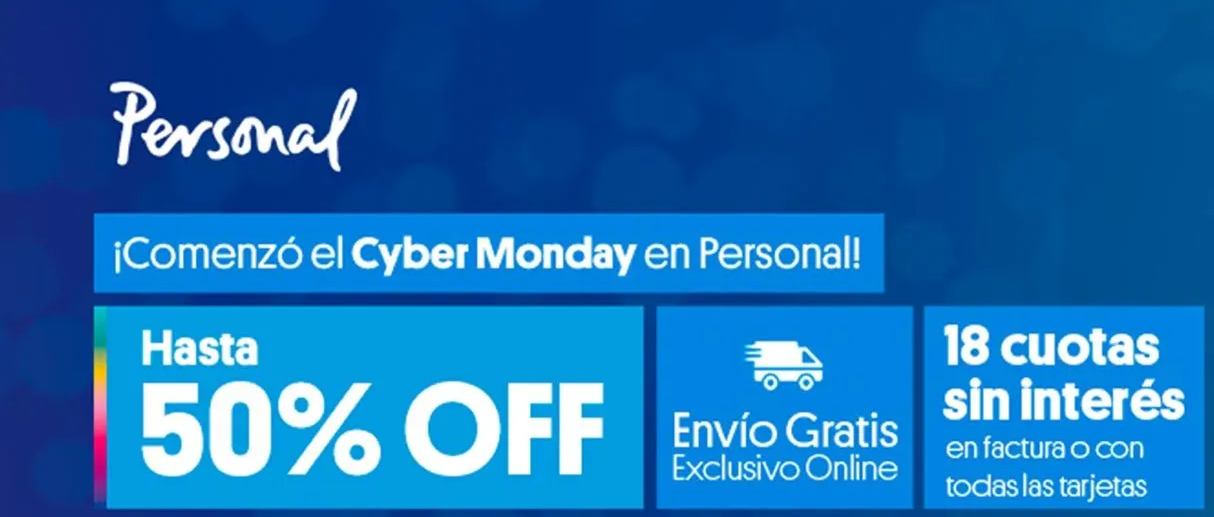 Personal
¡Comenzó el Cyber Monday en Personal!
Hasta
50% OFF
Envío Gratis
Exclusivo Online
18 cuotas
sin interés
en factura o con
todas las tarjetas